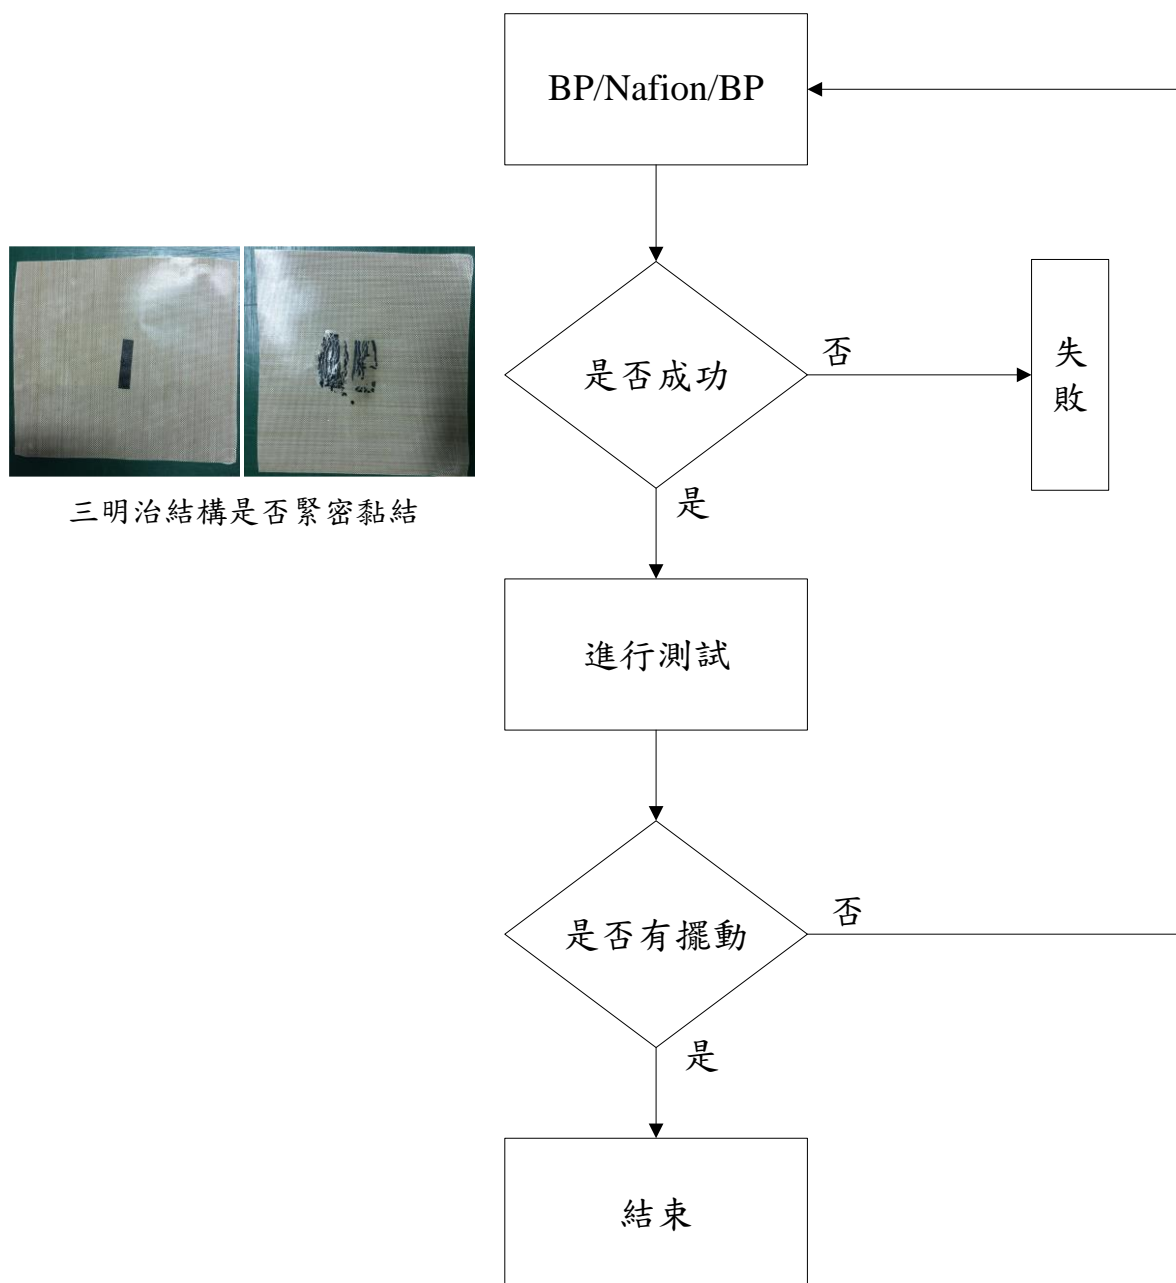 BP/Nafion/BP
是否成功
否
失
敗
三明治結構是否緊密黏結
是
進行測試
是否有擺動
否
是
結束